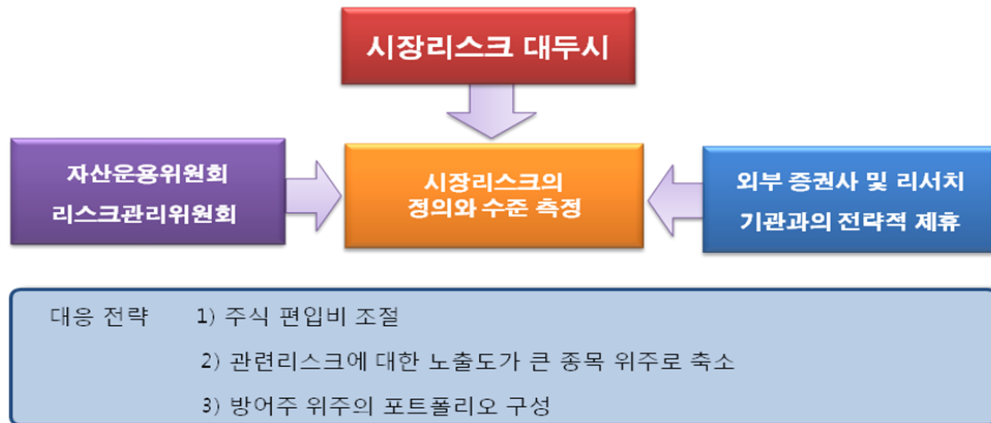 시장리스크 대두시
자산운용위원회
리스크관리위원회
시장리스크의
정의와 수준 측정
외부 증권사 및 리서치
기관과의 전략적 제휴
대응 전략 1) 주식 편입비 조절
2) 관련리스크에 대한 노출도가 큰 종목 위주로 축소
3) 방어주 위주의 포트폴리오 구성